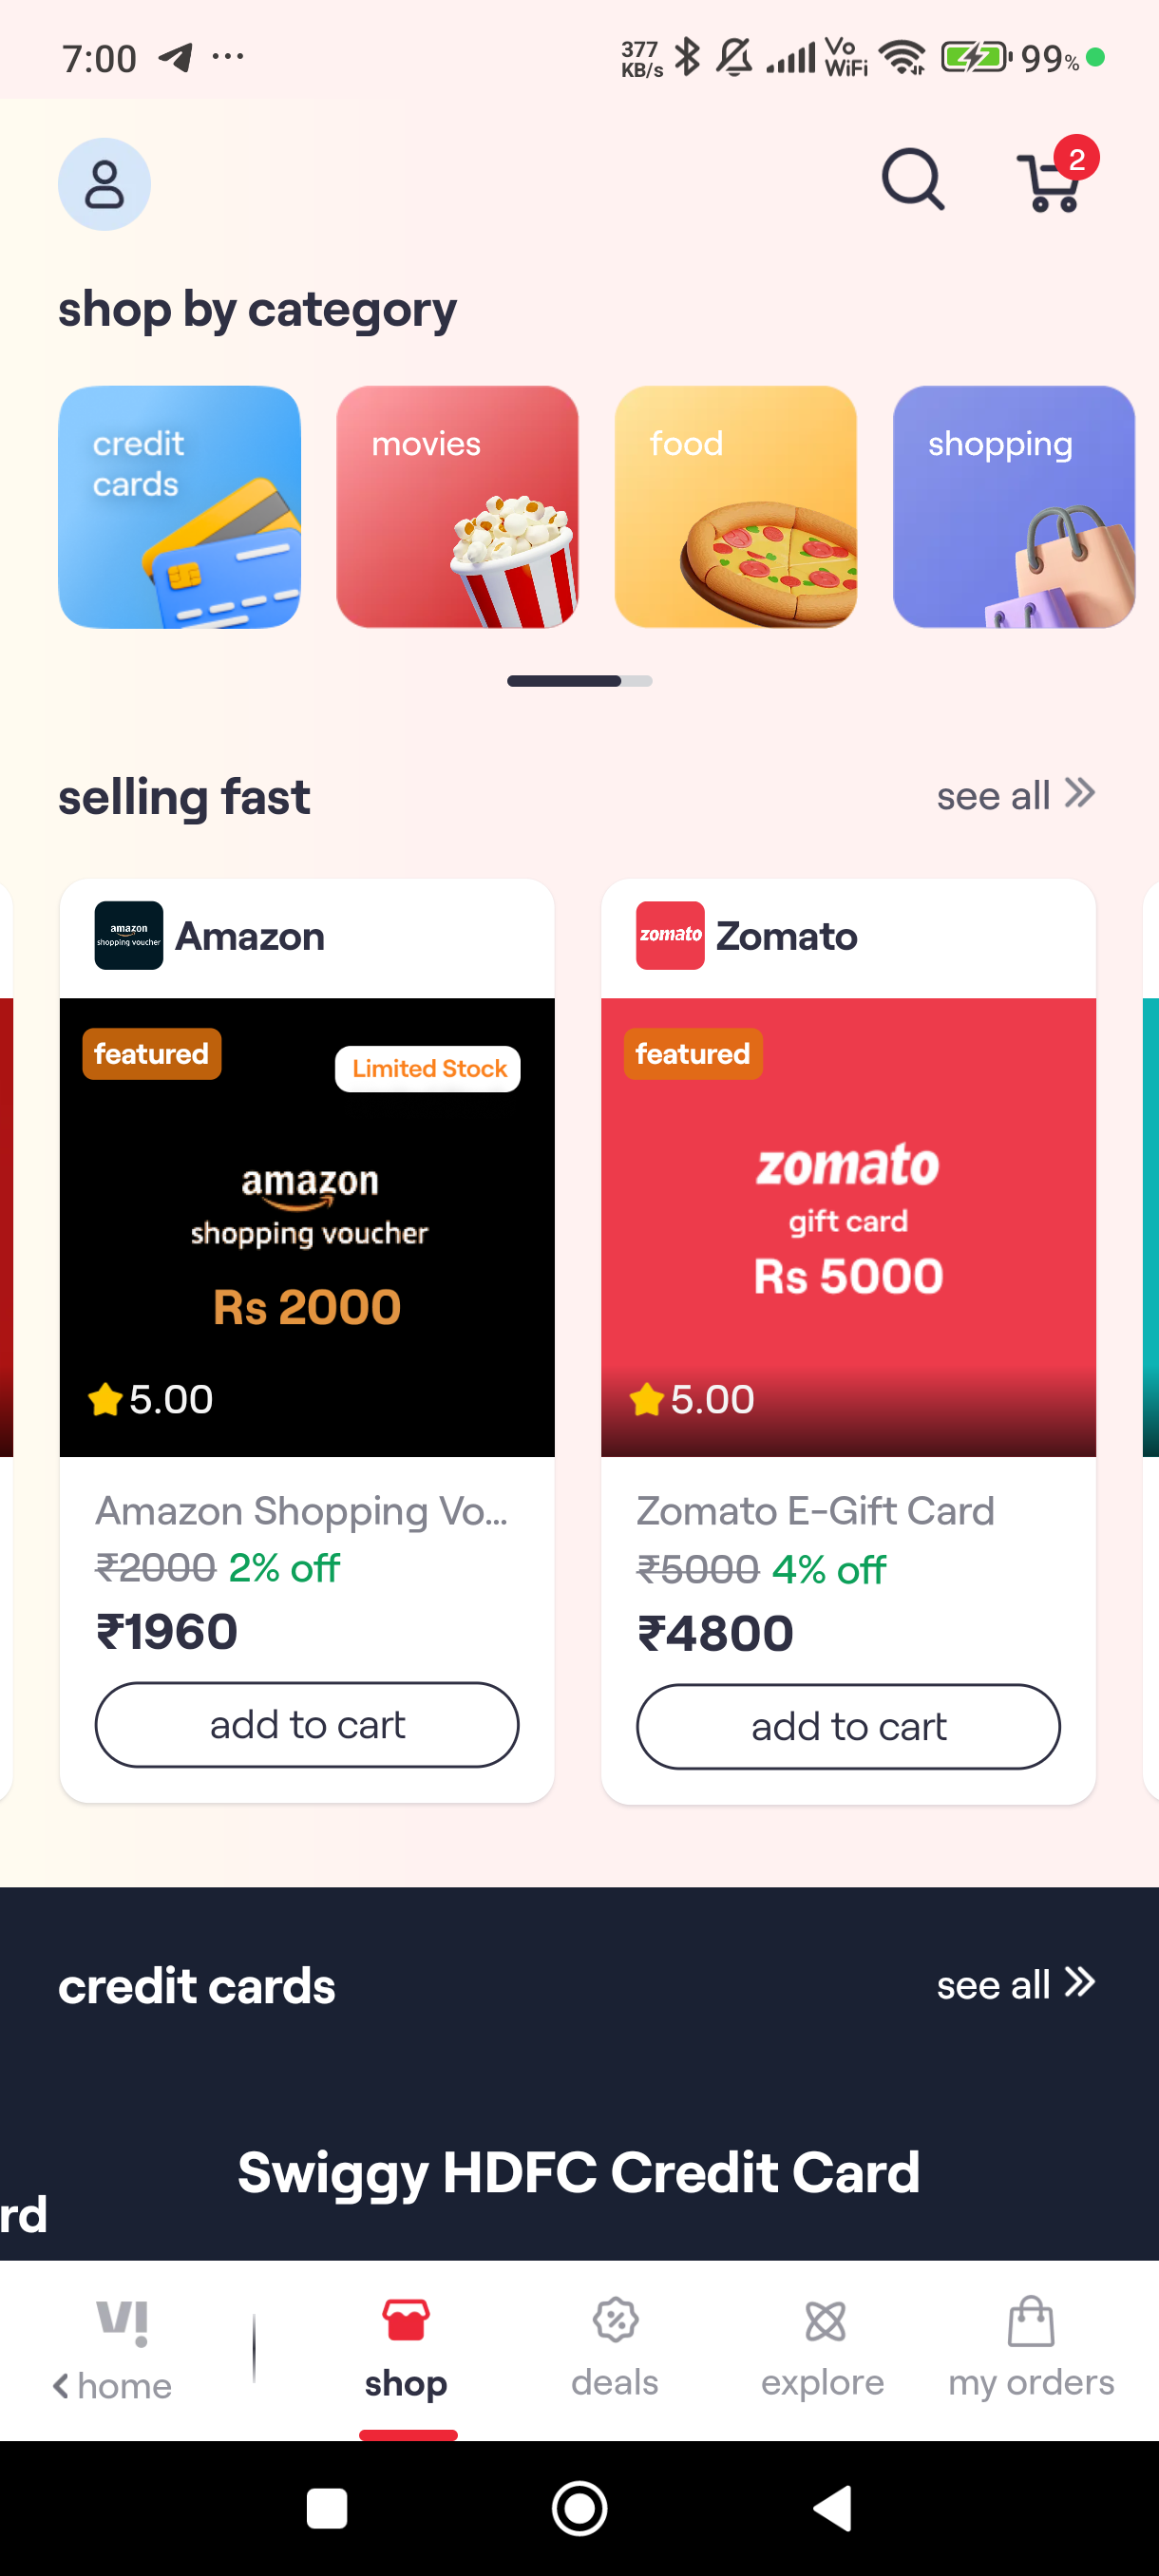 7:00 ...
377
KB/s
Vo
WiFi
99%
2
shop by category
credit
cards
movies
food
shopping
selling fast
see all
amazon
shopping voucher
Amazon
zomato
Zomato
featured
Limited Stock
amazon
shopping voucher
Rs 2000
5.00
featured
zomato
gift card
Rs 5000
5.00
Amazon Shopping Vo...
₹2000 2% off
₹1960
add to cart
Zomato E-Gift Card
₹5000 4% off
₹4800
add to cart
credit cards
see all
Swiggy HDFC Credit Card
rd
VI
home
shop
deals
explore
my orders